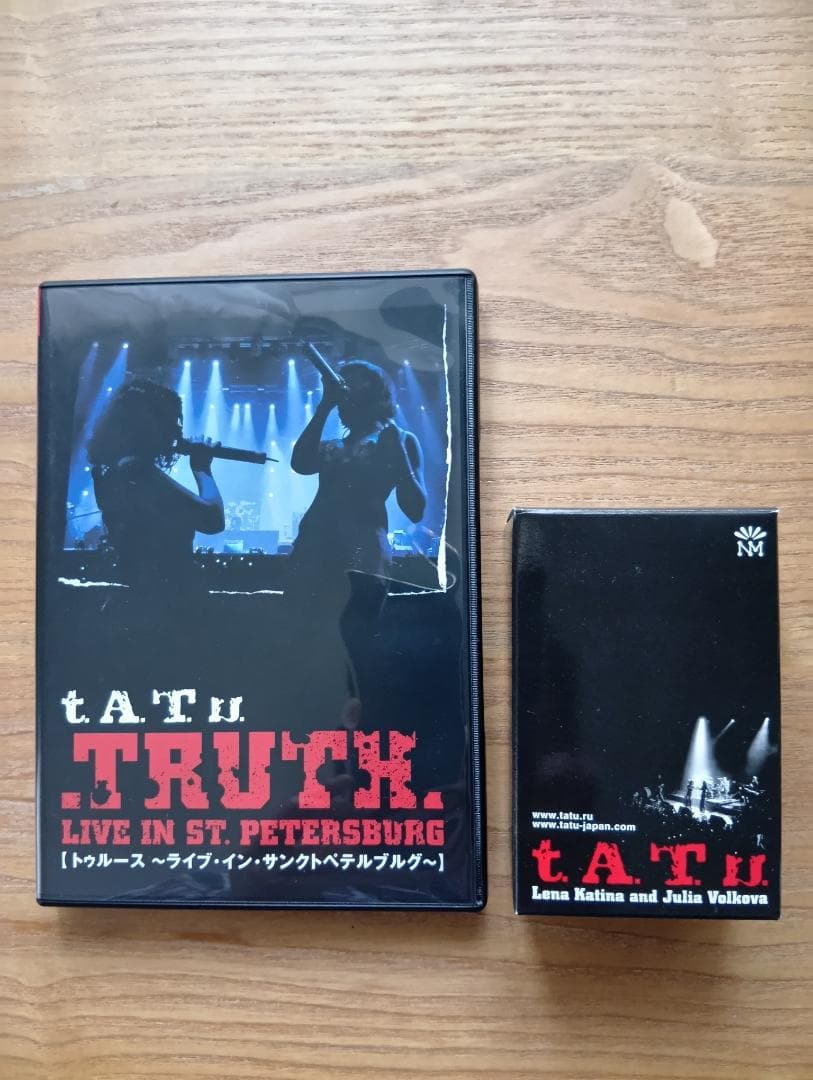 t.A.T.u.
.TRUTH.
LIVE IN ST. PETERSBURG
【トゥルース 〜ライブ・イン・サンクトペテルブルグ〜】
NM
www.tatu.ru
www.tatu-japan.com
t.A.T.u.
Lena Katina and Julia Volkova